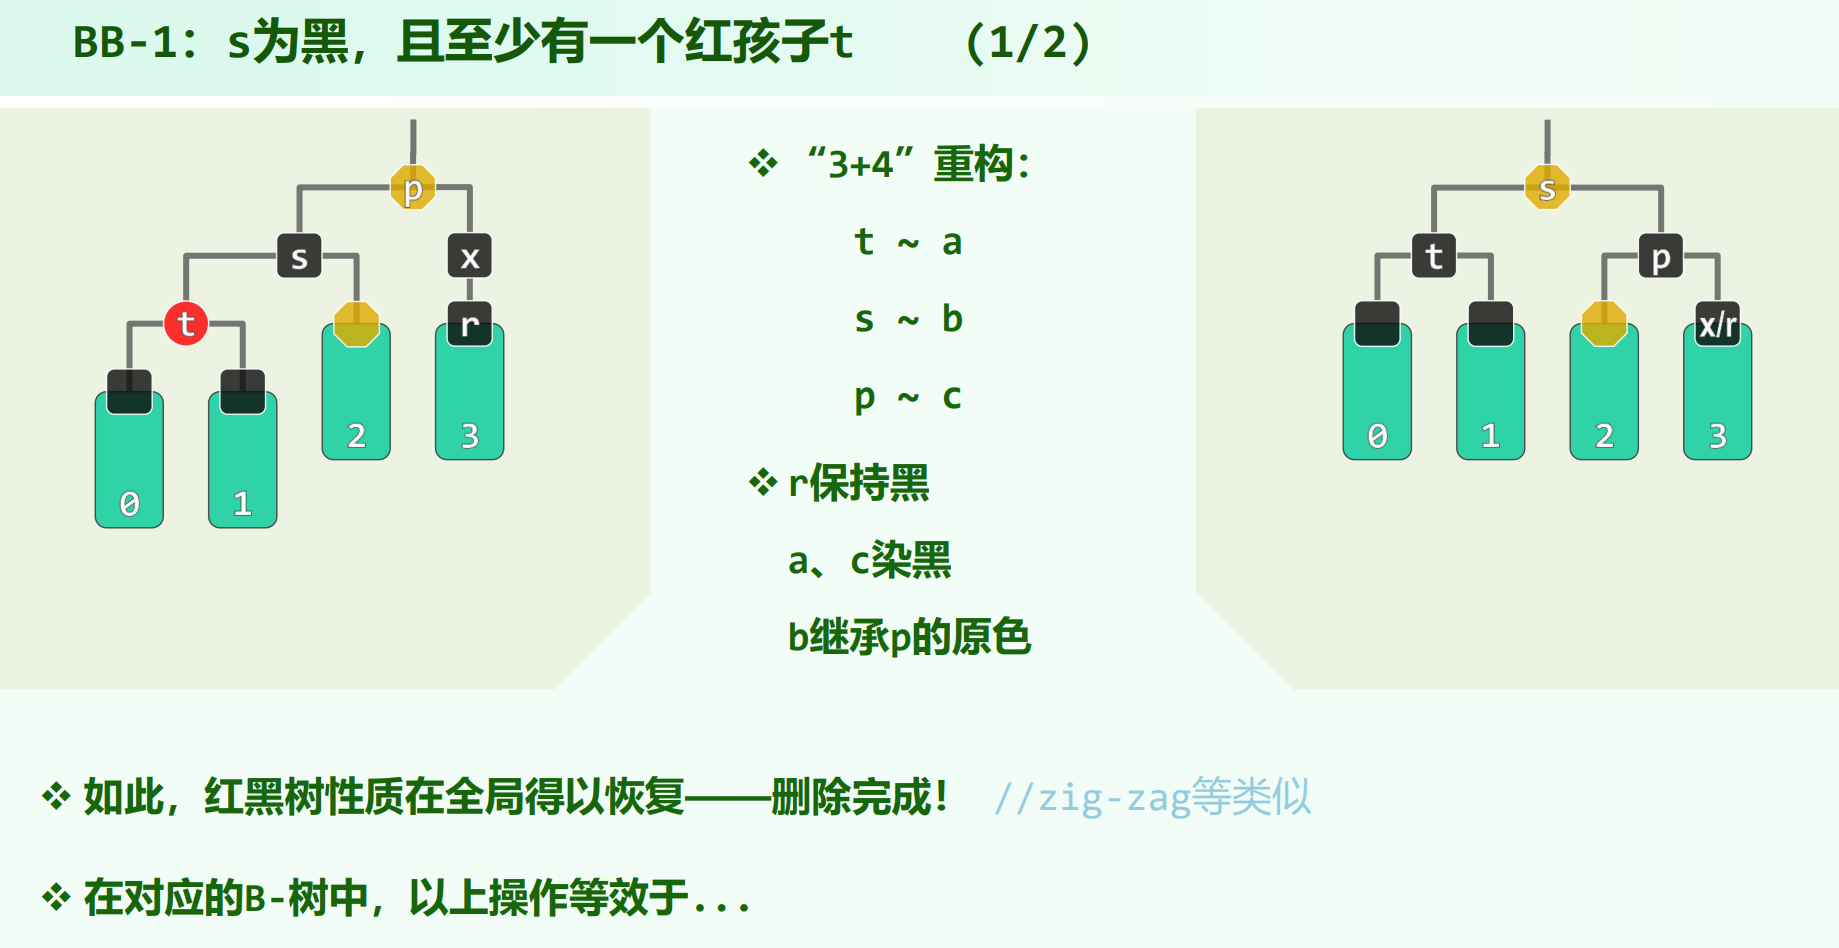 BB-1：s为黑，且至少有一个红孩子t （1/2）
p
s
x
t
r
2
3
0
1
❖ “3+4”重构：
t ~ a
s ~ b
p ~ c
❖ r保持黑
a、c染黑
b继承p的原色
s
t
p
x/r
0
1
2
3
❖ 如此，红黑树性质在全局得以恢复——删除完成！ //zig-zag等类似
❖ 在对应的B-树中，以上操作等效于...